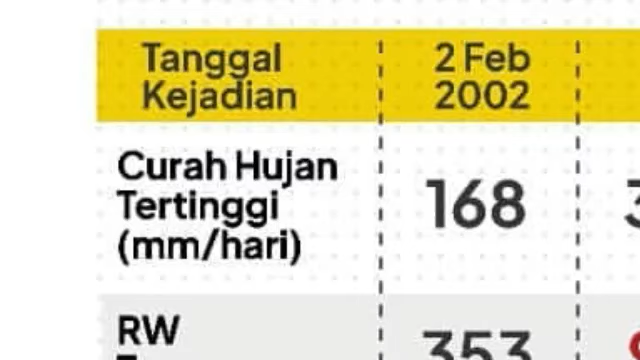 Tanggal
Kejadian
2 Feb
2002
Curah Hujan
Tertinggi
(mm/hari)
168
RW
353